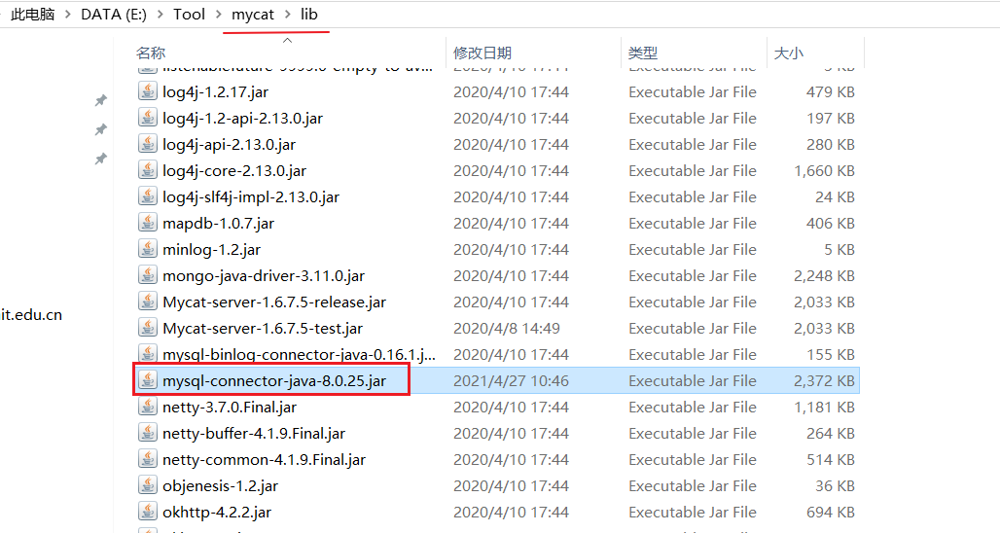 此电脑 > DATA (E:) > Tool > mycat > lib
名称 修改日期 类型 大小
listenablefuture-9999.0-empty-to-av... 2020/4/10 17:44 Executable Jar File 3 KB
log4j-1.2.17.jar 2020/4/10 17:44 Executable Jar File 479 KB
log4j-1.2-api-2.13.0.jar 2020/4/10 17:44 Executable Jar File 197 KB
log4j-api-2.13.0.jar 2020/4/10 17:44 Executable Jar File 280 KB
log4j-core-2.13.0.jar 2020/4/10 17:44 Executable Jar File 1,660 KB
log4j-slf4j-impl-2.13.0.jar 2020/4/10 17:44 Executable Jar File 24 KB
mapdb-1.0.7.jar 2020/4/10 17:44 Executable Jar File 406 KB
minlog-1.2.jar 2020/4/10 17:44 Executable Jar File 5 KB
mongo-java-driver-3.11.0.jar 2020/4/10 17:44 Executable Jar File 2,248 KB
Mycat-server-1.6.7.5-release.jar 2020/4/10 17:44 Executable Jar File 2,033 KB
it.edu.cn
Mycat-server-1.6.7.5-test.jar 2020/4/8 14:49 Executable Jar File 2,033 KB
mysql-binlog-connector-java-0.16.1.j... 2020/4/10 17:44 Executable Jar File 155 KB
mysql-connector-java-8.0.25.jar 2021/4/27 10:46 Executable Jar File 2,372 KB
netty-3.7.0.Final.jar 2020/4/10 17:44 Executable Jar File 1,181 KB
netty-buffer-4.1.9.Final.jar 2020/4/10 17:44 Executable Jar File 264 KB
netty-common-4.1.9.Final.jar 2020/4/10 17:44 Executable Jar File 514 KB
objenesis-1.2.jar 2020/4/10 17:44 Executable Jar File 36 KB
okhttp-4.2.2.jar 2020/4/10 17:44 Executable Jar File 694 KB